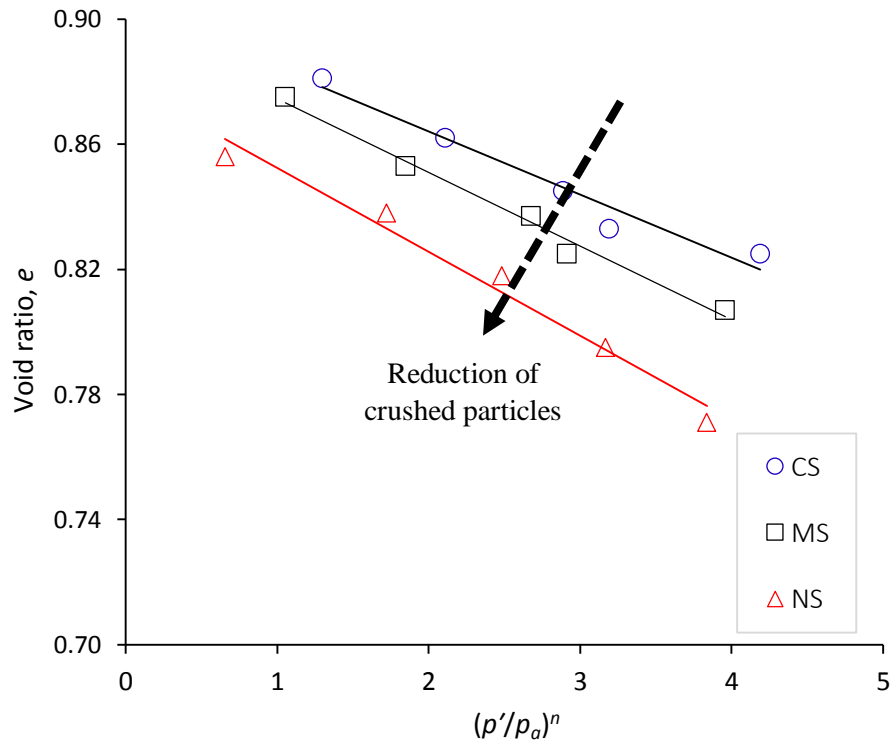 0.90
0.86
0.82
0.78
0.74
0.70
Void ratio, e
Reduction of
crushed particles
CS
MS
NS
0 1 2 3 4 5
(p′/pₐ)ⁿ